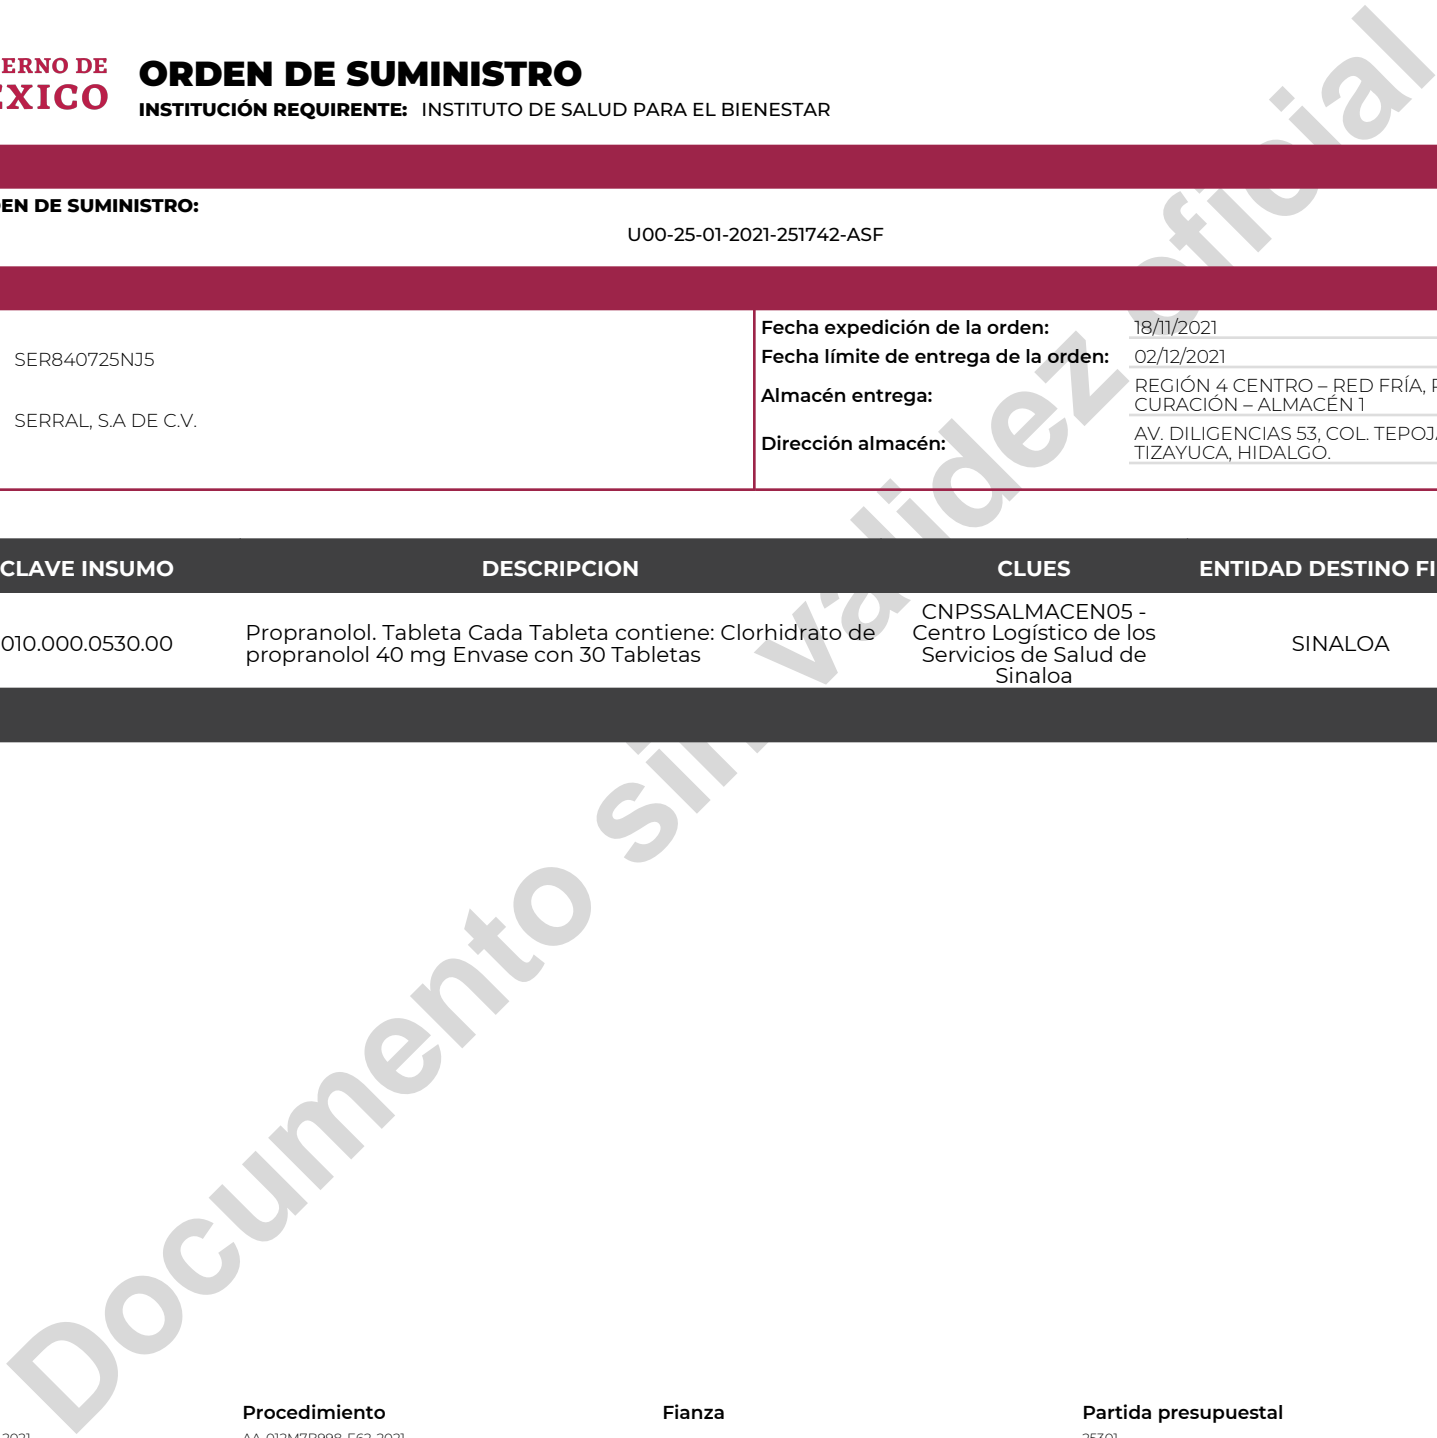 ERNO DE
EXICO
ORDEN DE SUMINISTRO
INSTITUCIÓN REQUIRENTE: INSTITUTO DE SALUD PARA EL BIENESTAR
EN DE SUMINISTRO:
U00-25-01-2021-251742-ASF
SER840725NJ5
SERRAL, S.A DE C.V.
Fecha expedición de la orden: 18/11/2021
Fecha límite de entrega de la orden: 02/12/2021
Almacén entrega: REGIÓN 4 CENTRO – RED FRÍA,
CURACIÓN – ALMACÉN 1
Dirección almacén: AV. DILIGENCIAS 53, COL. TEPOJ
TIZAYUCA, HIDALGO.
CLAVE INSUMO DESCRIPCION CLUES ENTIDAD DESTINO FI
010.000.0530.00
Propranolol. Tableta Cada Tableta contiene: Clorhidrato de
propranolol 40 mg Envase con 30 Tabletas
CNPSSALMACEN05 -
Centro Logístico de los
Servicios de Salud de
Sinaloa
SINALOA
Documento sin validez oficial
Procedimiento Fianza Partida presupuestal